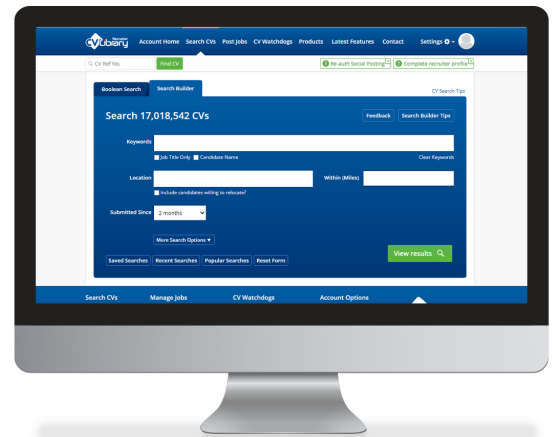 Recruiter
CVLibrary
Account Home Search CVs Post Jobs CV Watchdogs Products Latest Features Contact Settings
CV Ref No. Find CV Re-auth Social Posting Complete recruiter profile
Boolean Search Search Builder CV Search Tips
Search 17,018,542 CVs Feedback Search Builder Tips
Keywords
Job Title Only Candidate Name Clear Keywords
Location Within (Miles)
Include candidates willing to relocate?
Submitted Since 2 months
More Search Options ▼
View results
Saved Searches Recent Searches Popular Searches Reset Form
Search CVs Manage Jobs CV Watchdogs Account Options